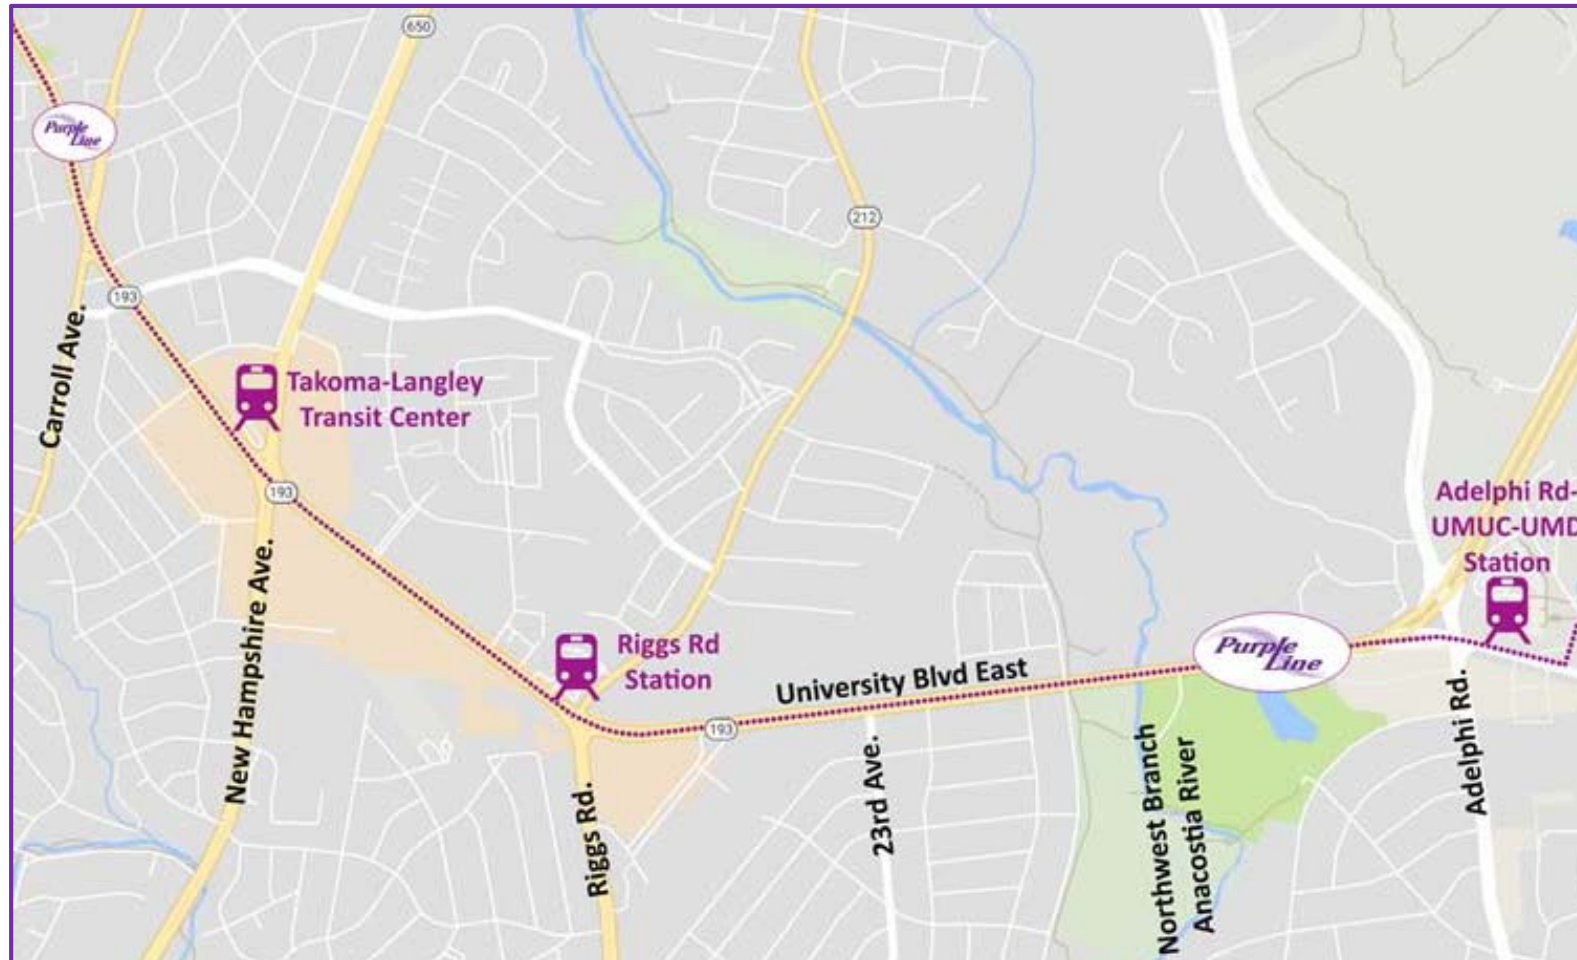 650
Purple
Line
212
193
Carroll Ave.
Takoma-Langley
Transit Center
193
Adelphi Rd-
UMUC-UMD
Station
New Hampshire Ave.
Riggs Rd
Station
University Blvd East
Purple
Line
193
Adelphi Rd.
23rd Ave.
Riggs Rd.
Northwest Branch
Anacostia River